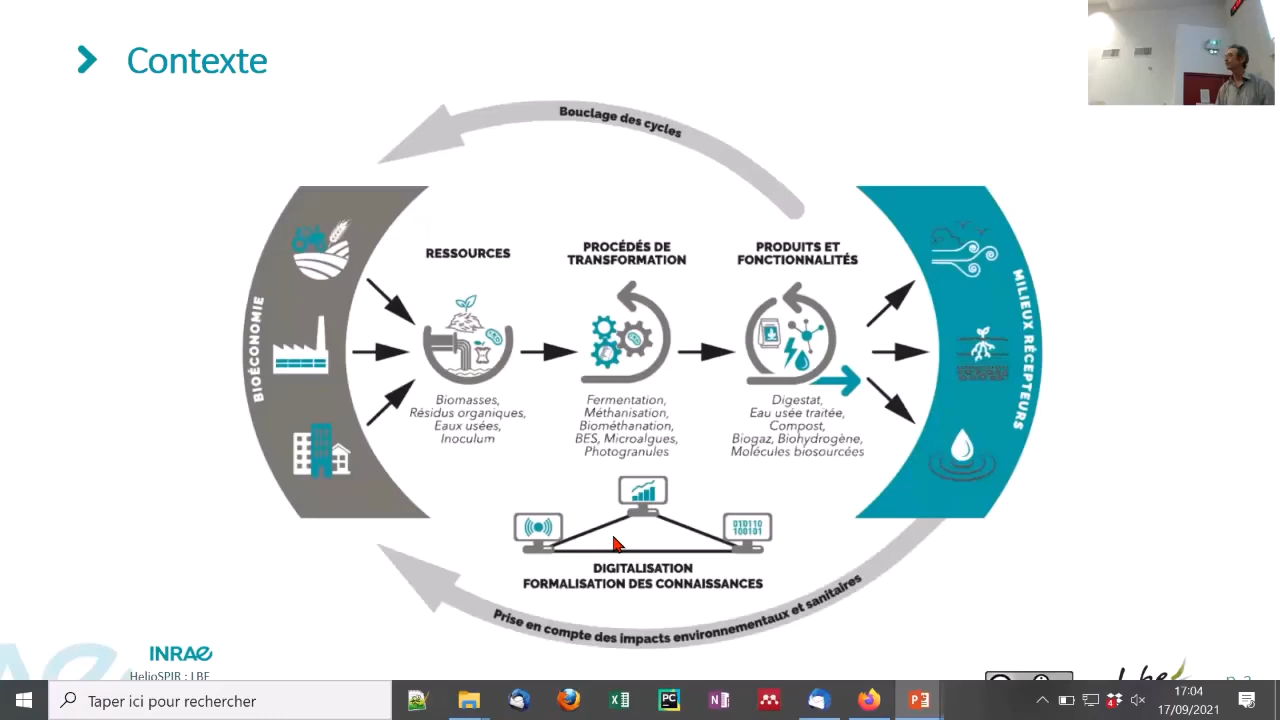 Contexte
Bouclage des cycles
BIOÉCONOMIE
RESSOURCES
Biomasses,
Résidus organiques,
Eaux usées,
Inoculum
PROCÉDÉS DE
TRANSFORMATION
Fermentation,
Méthanisation,
Biométhanation,
BES, Microalgues,
Photogranules
PRODUITS ET
FONCTIONNALITÉS
Digestat,
Eau usée traitée,
Compost,
Biogaz, Biohydrogène,
Molécules biosourcées
MILIEUX RÉCEPTEURS
010110
100101
DIGITALISATION
FORMALISATION DES CONNAISSANCES
Prise en compte des impacts environnementaux et sanitaires
INRAE
HelioSPIR : LBE
Lbe
Taper ici pour rechercher
17:04
17/09/2021